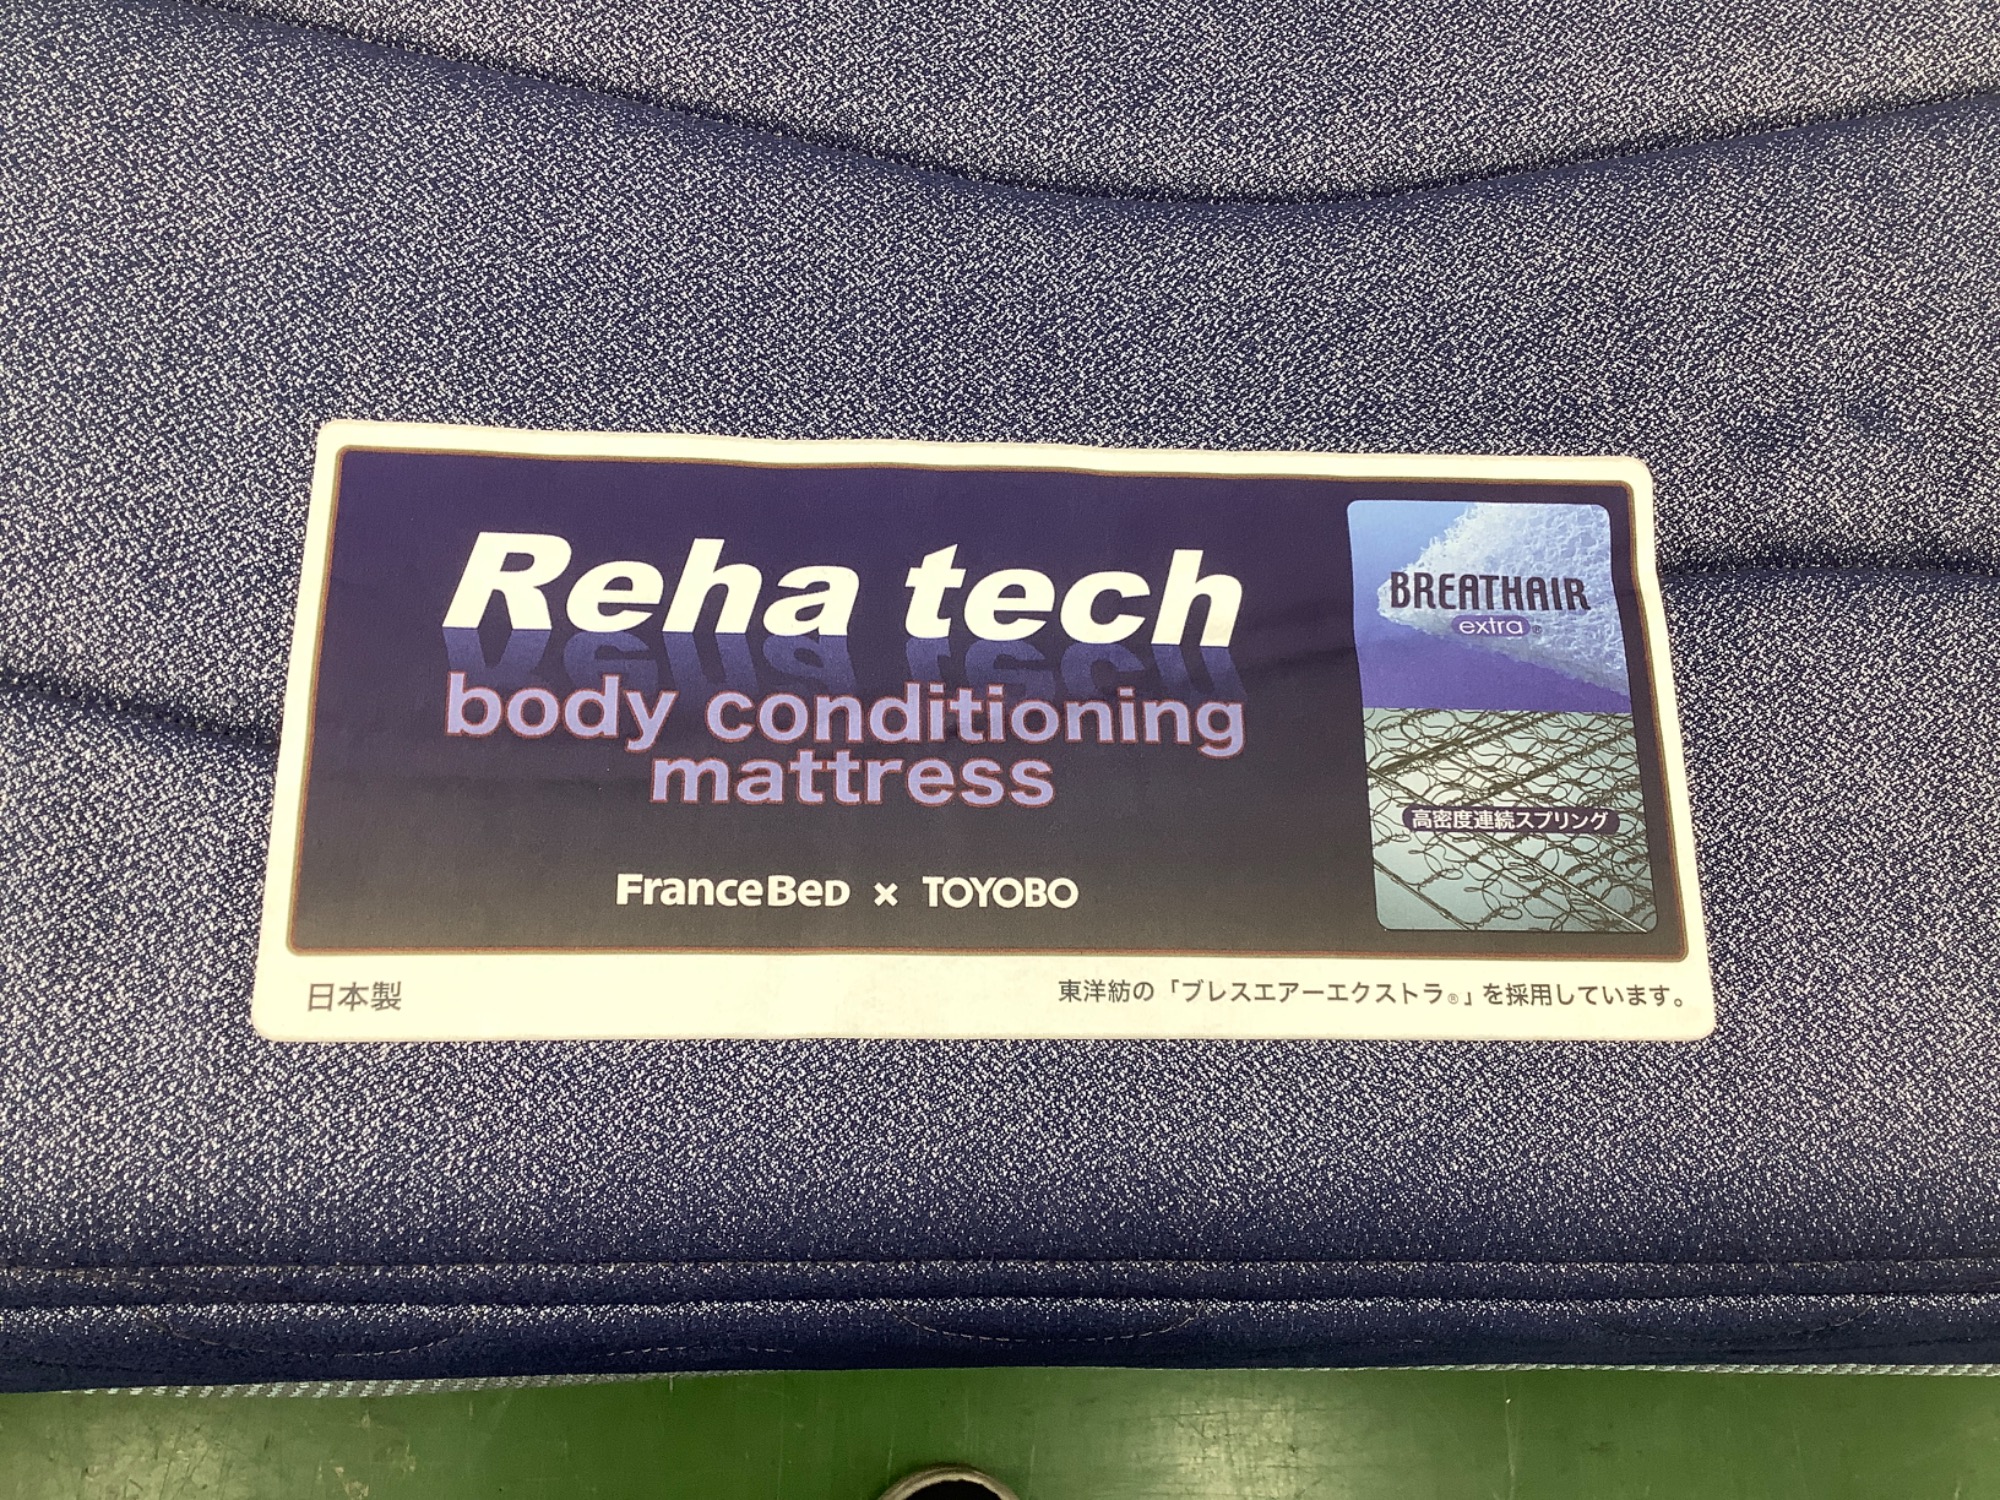 Reha tech
body conditioning
mattress
FranceBeD × TOYOBO
BREATHAIR
extra®
高密度連続スプリング
日本製
東洋紡の「ブレスエアーエクストラ®」を採用しています。